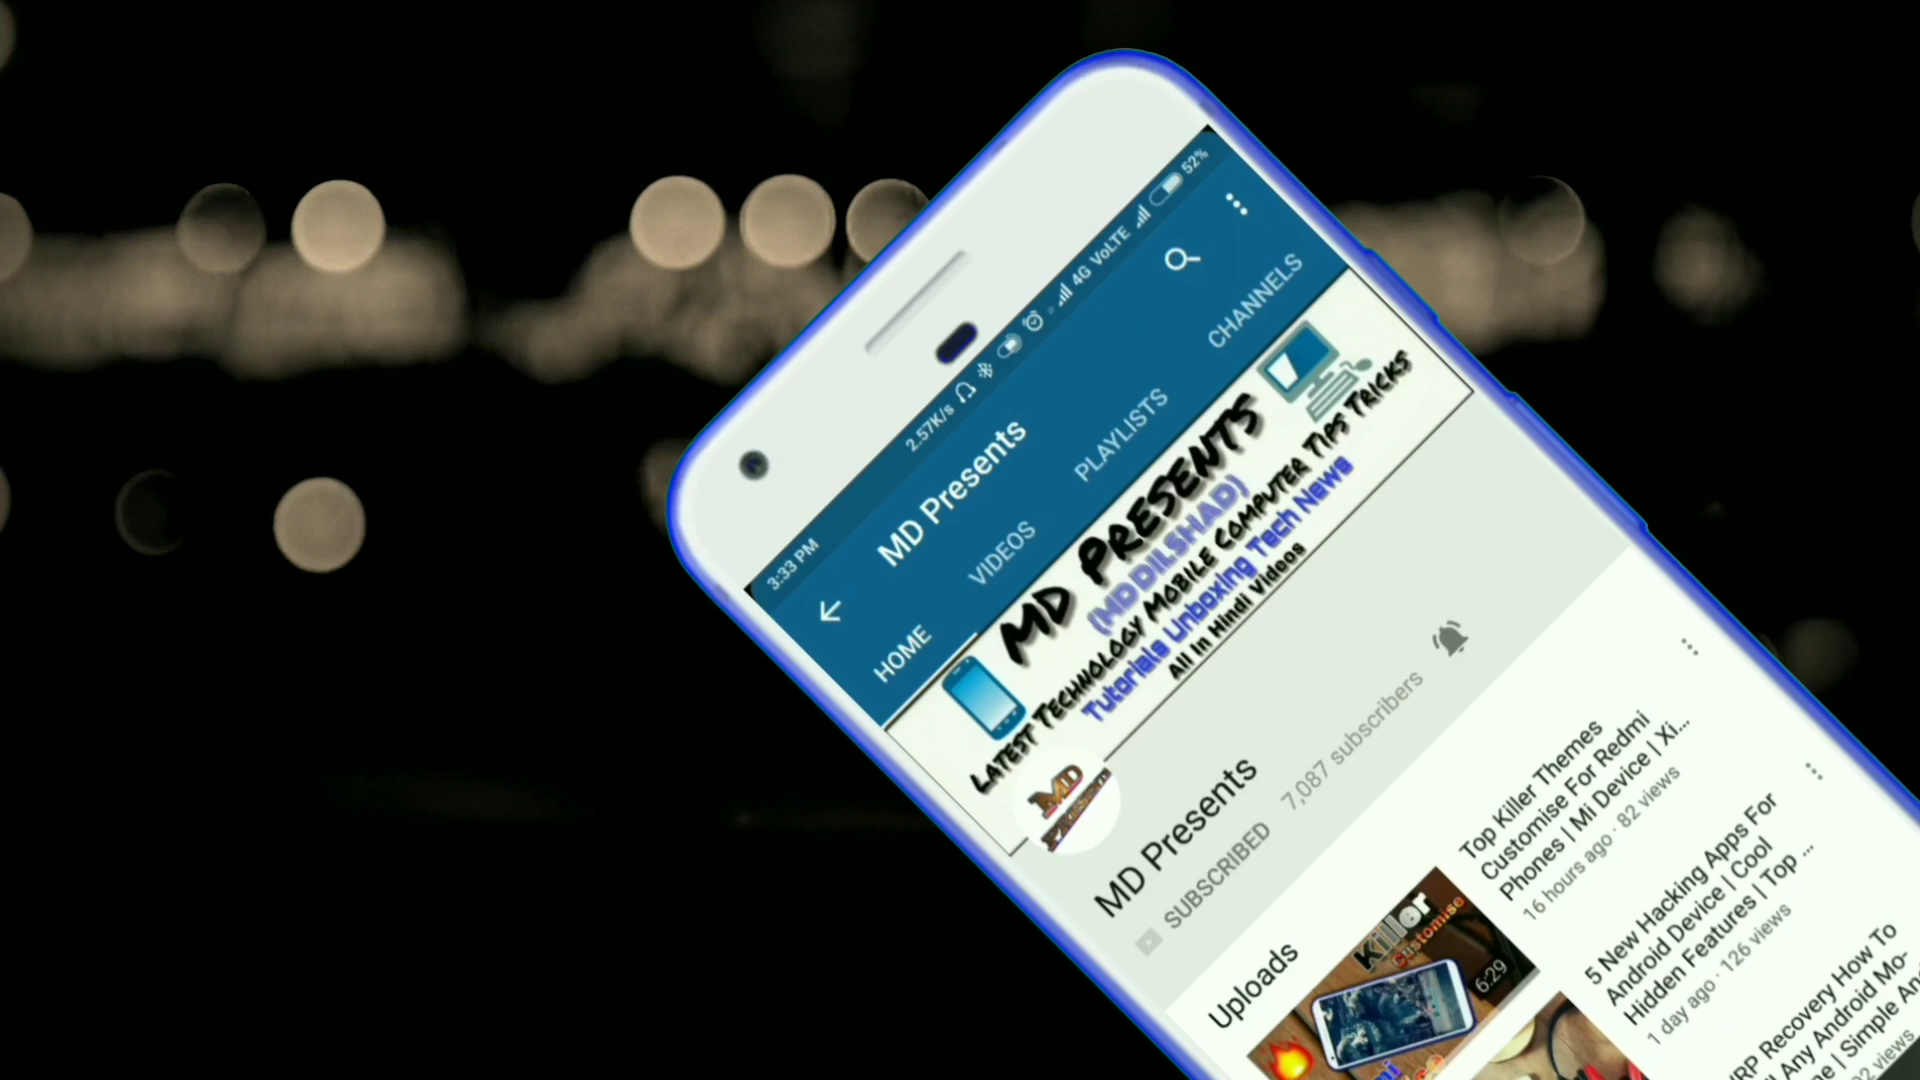 3:33 PM 2.57K/s 4G VoLTE 52%
MD Presents
HOME VIDEOS PLAYLISTS CHANNELS
MD PRESENTS
(MDDILSHAD)
LATEST TECHNOLOGY MOBILE COMPUTER TIPS TRICKS
Tutorials Unboxing Tech News
All In Hindi Videos
MD
MD Presents
SUBSCRIBED 7,087 subscribers
Uploads
Killer
Customise
6:29
Top Killer Themes
Customise For Redmi
Phones | Mi Device | Xi...
16 hours ago · 82 views
5 New Hacking Apps For
Android Device | Cool
Hidden Features | Top ...
1 day ago · 126 views
Recovery How To
Any Android Mo-
| Simple
views